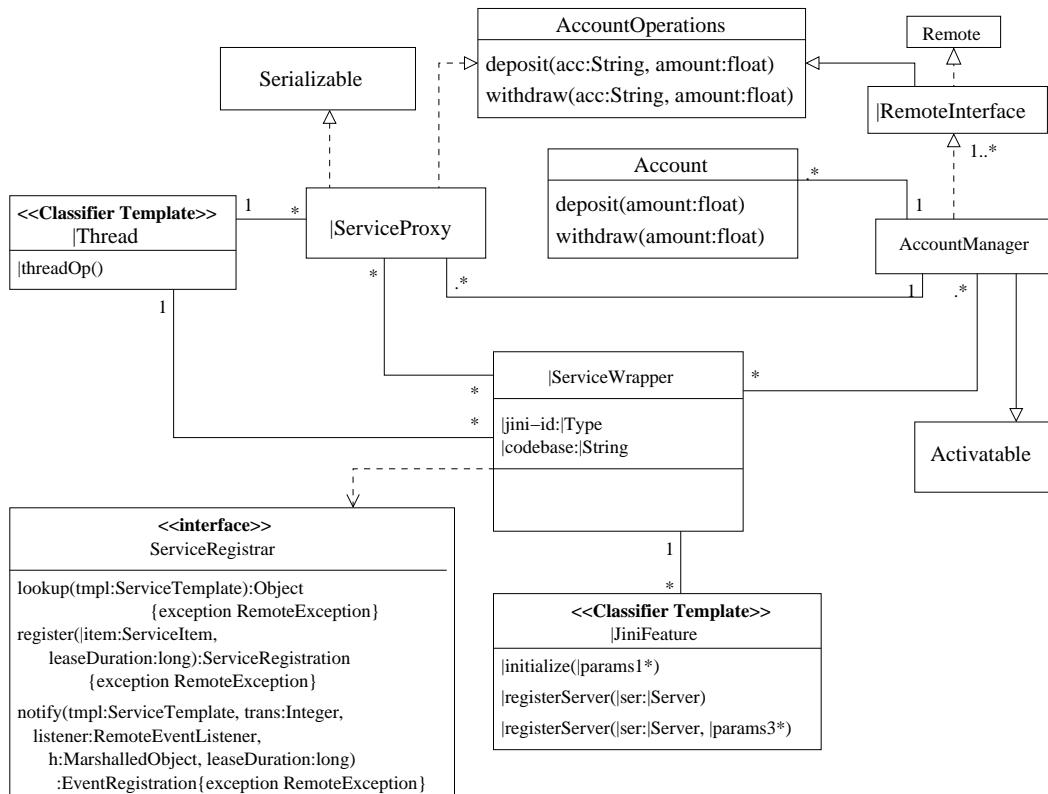 AccountOperations
deposit(acc:String, amount:float)
withdraw(acc:String, amount:float)
Remote
Serializable
|RemoteInterface
1..*
Account
deposit(amount:float)
withdraw(amount:float)
.*
1
AccountManager
<<Classifier Template>>
|Thread
|threadOp()
1
*
|ServiceProxy
1
*
.*
1
.*
|ServiceWrapper
|jini−id:|Type
|codebase:|String
*
*
*
Activatable
<<interface>>
ServiceRegistrar
lookup(tmpl:ServiceTemplate):Object
{exception RemoteException}
register(|item:ServiceItem,
leaseDuration:long):ServiceRegistration
{exception RemoteException}
notify(tmpl:ServiceTemplate, trans:Integer,
listener:RemoteEventListener,
h:MarshalledObject, leaseDuration:long)
:EventRegistration{exception RemoteException}
1
*
<<Classifier Template>>
|JiniFeature
|initialize(|params1*)
|registerServer(|ser:|Server)
|registerServer(|ser:|Server, |params3*)